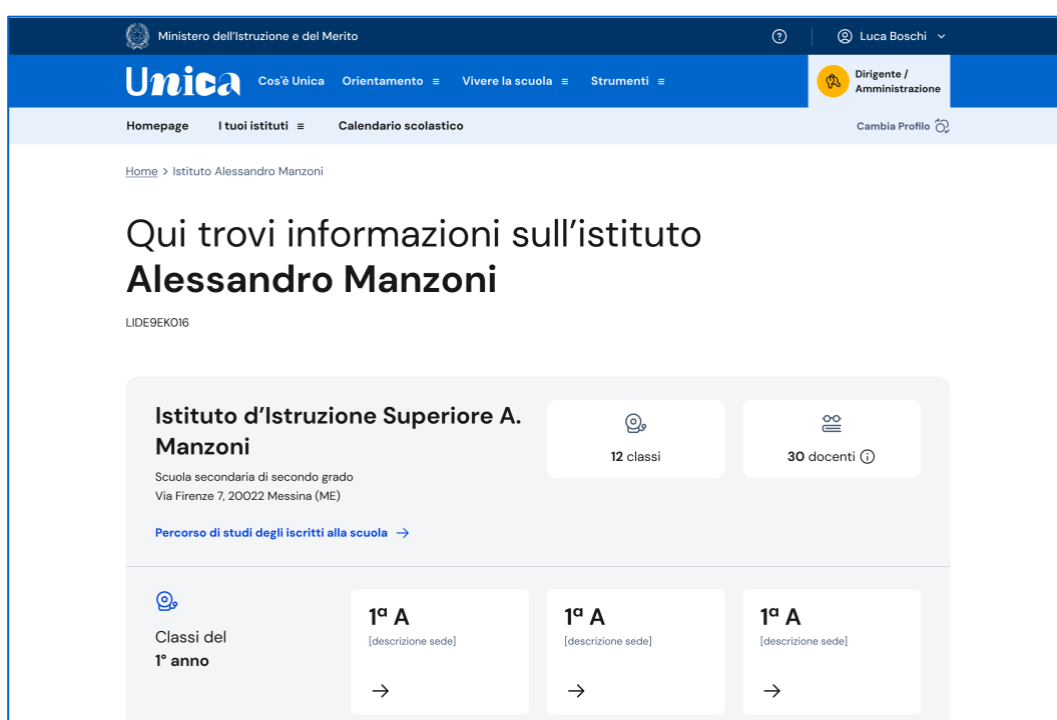 Ministero dell'Istruzione e del Merito
Luca Boschi
Unica
Cos'è Unica
Orientamento
Vivere la scuola
Strumenti
Dirigente /
Amministrazione
Homepage
I tuoi istituti
Calendario scolastico
Cambia Profilo
Home > Istituto Alessandro Manzoni
Qui trovi informazioni sull'istituto
Alessandro Manzoni
LIDE9EK016
Istituto d'Istruzione Superiore A.
Manzoni
Scuola secondaria di secondo grado
Via Firenze 7, 20022 Messina (ME)
Percorso di studi degli iscritti alla scuola →
12 classi
30 docenti
Classi del
1° anno
1ª A
[descrizione sede]
→
1ª A
[descrizione sede]
→
1ª A
[descrizione sede]
→